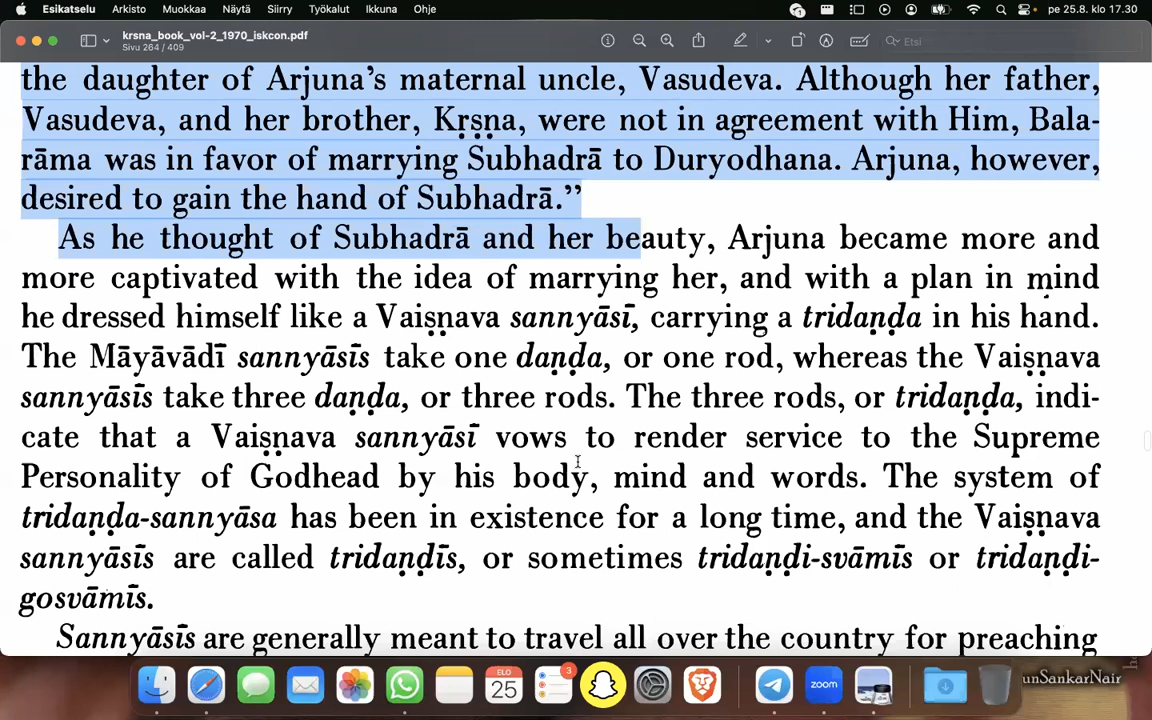 Esikatselu Arkisto Muokkaa Näytä Siirry Työkalut Ikkuna Ohje pe 25.8. klo 17.30
krsna_book_vol-2_1970_iskcon.pdf
Sivu 264 / 409
Etsi
the daughter of Arjuna’s maternal uncle, Vasudeva. Although her father,
Vasudeva, and her brother, Kṛṣṇa, were not in agreement with Him, Bala-
rāma was in favor of marrying Subhadrā to Duryodhana. Arjuna, however,
desired to gain the hand of Subhadrā.”
As he thought of Subhadrā and her beauty, Arjuna became more and
more captivated with the idea of marrying her, and with a plan in mind
he dressed himself like a Vaiṣṇava sannyāsī, carrying a tridaṇḍa in his hand.
The Māyāvādī sannyāsīs take one daṇḍa, or one rod, whereas the Vaiṣṇava
sannyāsīs take three daṇḍa, or three rods. The three rods, or tridaṇḍa, indi-
cate that a Vaiṣṇava sannyāsī vows to render service to the Supreme
Personality of Godhead by his body, mind and words. The system of
tridaṇḍa-sannyāsa has been in existence for a long time, and the Vaiṣṇava
sannyāsīs are called tridaṇḍīs, or sometimes tridaṇḍi-svāmīs or tridaṇḍi-
gosvāmīs.
Sannyāsīs are generally meant to travel all over the country for preaching
ELO
25
3
zoom
unSankarNair